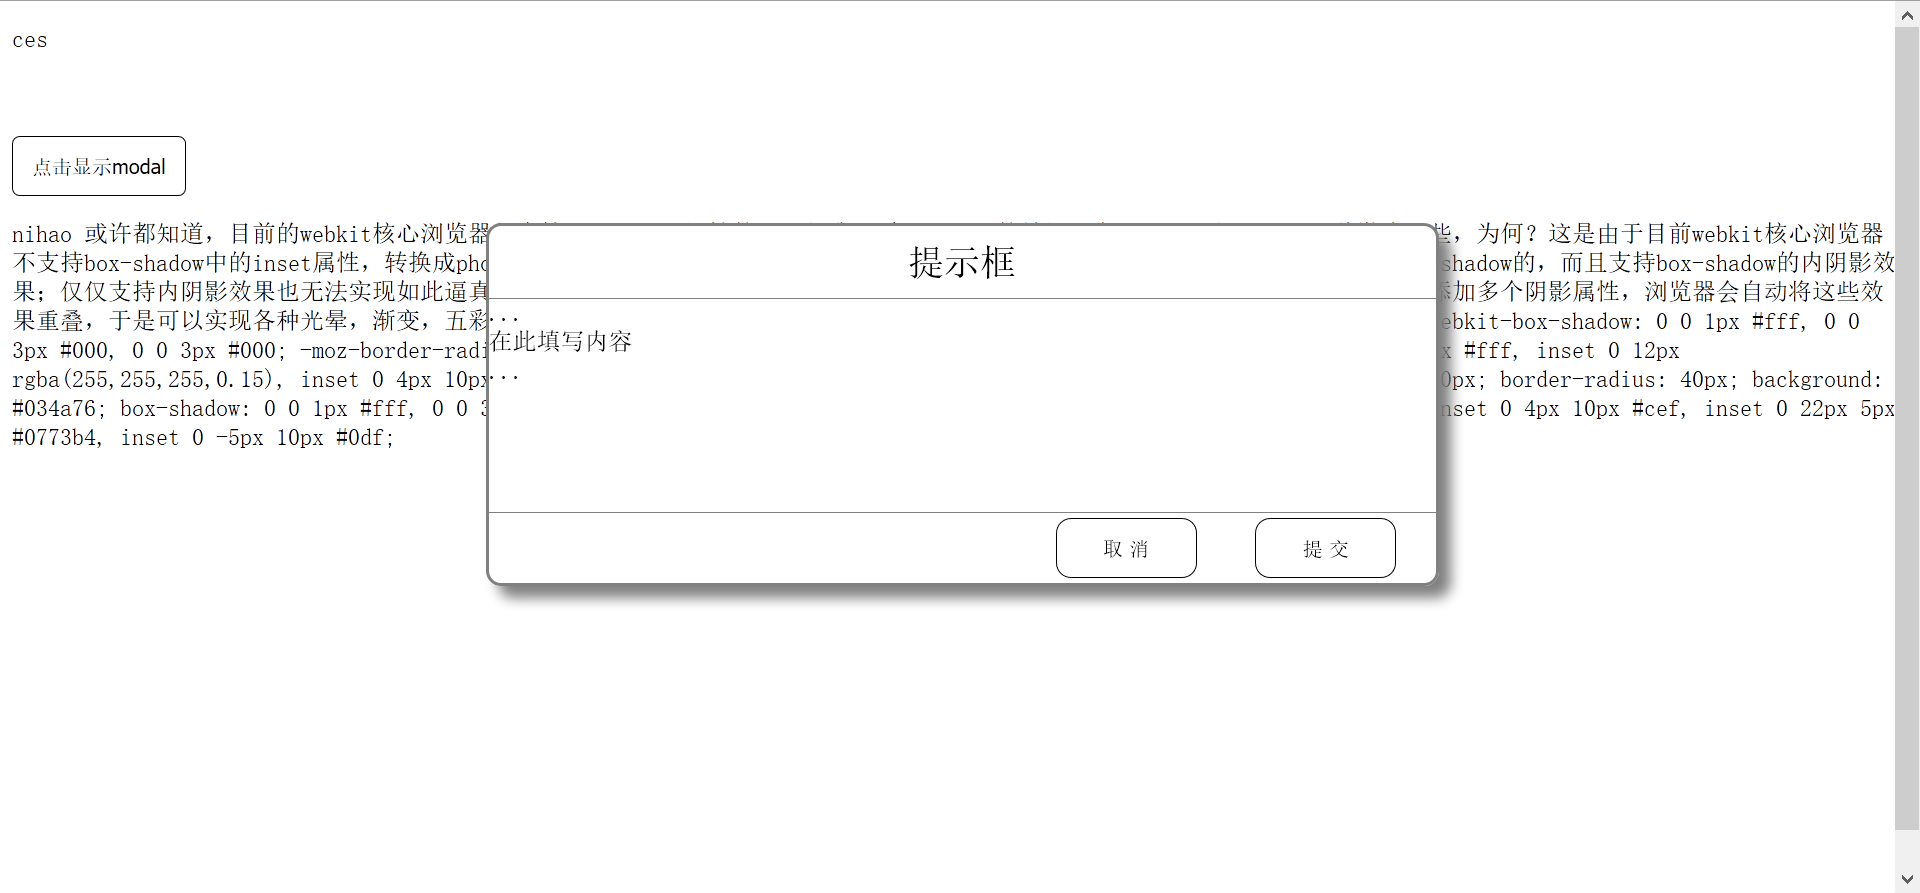 ces
点击显示modal
nihao 或许都知道，目前的webkit核心浏览器
些，为何？这是由于目前webkit核心浏览器
不支持box-shadow中的inset属性，转换成pho
shadow的，而且支持box-shadow的内阴影效
果；仅仅支持内阴影效果也无法实现如此逼真
添加多个阴影属性，浏览器会自动将这些效
果重叠，于是可以实现各种光晕，渐变，五彩
ebkit-box-shadow: 0 0 1px #fff, 0 0
3px #000, 0 0 3px #000; -moz-border-radi
#fff, inset 0 12px
rgba(255,255,255,0.15), inset 0 4px 10px
0px; border-radius: 40px; background:
#034a76; box-shadow: 0 0 1px #fff, 0 0 3
nset 0 4px 10px #cef, inset 0 22px 5px
#0773b4, inset 0 -5px 10px #0df;
提示框
...
在此填写内容
...
取 消
提 交